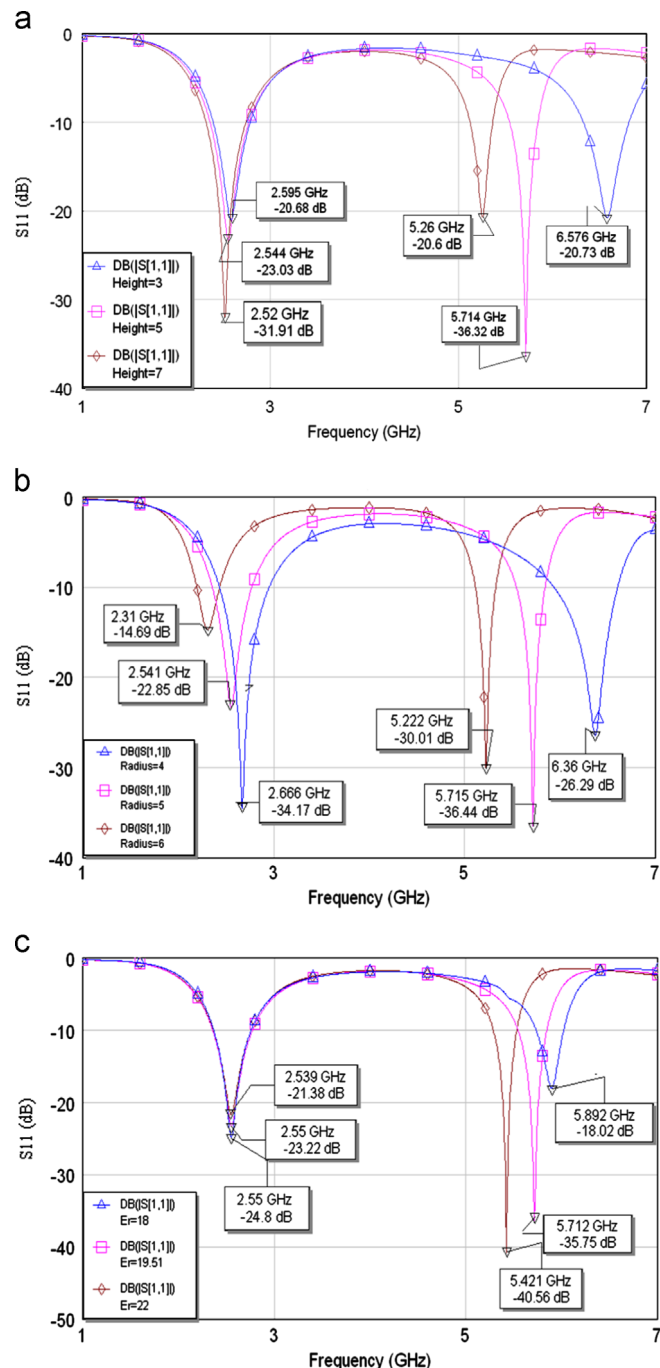 a
0
-10
-20
-30
-40
S11 (dB)
2.595 GHz
-20.68 dB
2.544 GHz
-23.03 dB
2.52 GHz
-31.91 dB
5.26 GHz
-20.6 dB
6.576 GHz
-20.73 dB
5.714 GHz
-36.32 dB
DB(|S[1,1]|)
Height=3
DB(|S[1,1]|)
Height=5
DB(|S[1,1]|)
Height=7
1 3 5 7
Frequency (GHz)
b
0
-10
-20
-30
-40
S11 (dB)
2.31 GHz
-14.69 dB
2.541 GHz
-22.85 dB
2.666 GHz
-34.17 dB
5.222 GHz
-30.01 dB
5.715 GHz
-36.44 dB
6.36 GHz
-26.29 dB
DB(|S[1,1]|)
Radius=4
DB(|S[1,1]|)
Radius=5
DB(|S[1,1]|)
Radius=6
1 3 5 7
Frequency (GHz)
c
0
-10
-20
-30
-40
-50
S11 (dB)
2.539 GHz
-21.38 dB
2.55 GHz
-23.22 dB
2.55 GHz
-24.8 dB
5.892 GHz
-18.02 dB
5.712 GHz
-35.75 dB
5.421 GHz
-40.56 dB
DB(|S[1,1]|)
Er=18
DB(|S[1,1]|)
Er=19.51
DB(|S[1,1]|)
Er=22
1 3 5 7
Frequency (GHz)